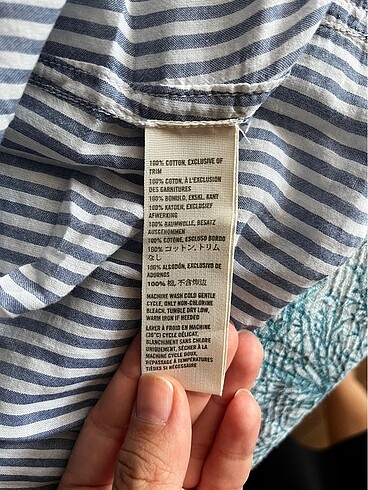 100% COTTON, EXCLUSIVE OF
TRIM
100% COTON, À L'EXCLUSION
DES GARNITURES
100% BOMULD, EKSKL. KANT
100% KATOEN, EXCLUSIEF
AFWERKING
100% BAUMWOLLE, BESATZ
AUSGENOMMEN
100% COTONE, ESCLUSO BORDO
100% コットン、トリム
なし
100% ALGODÓN, EXCLUSIVO DE
ADORNOS
100% 棉, 不含饰边
MACHINE WASH COLD GENTLE
CYCLE, ONLY NON-CHLORINE
BLEACH, TUMBLE DRY LOW,
WARM IRON IF NEEDED
LAVER À FROID EN MACHINE
(30°C) CYCLE DÉLICAT,
BLANCHIMENT SANS CHLORE
UNIQUEMENT, SÉCHER À LA
MACHINE CYCLE DOUX,
REPASSAGE À TEMPÉRATURES
TIÈDES SI NÉCESSAIRE